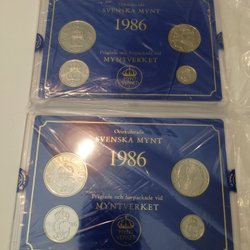 Ocirkulerade
SVENSKA MYNT
1986
Präglade och förpackade vid
MYNTVERKET
Ocirkulerade
SVENSKA MYNT
1986
Präglade och förpackade vid
MYNTVERKET